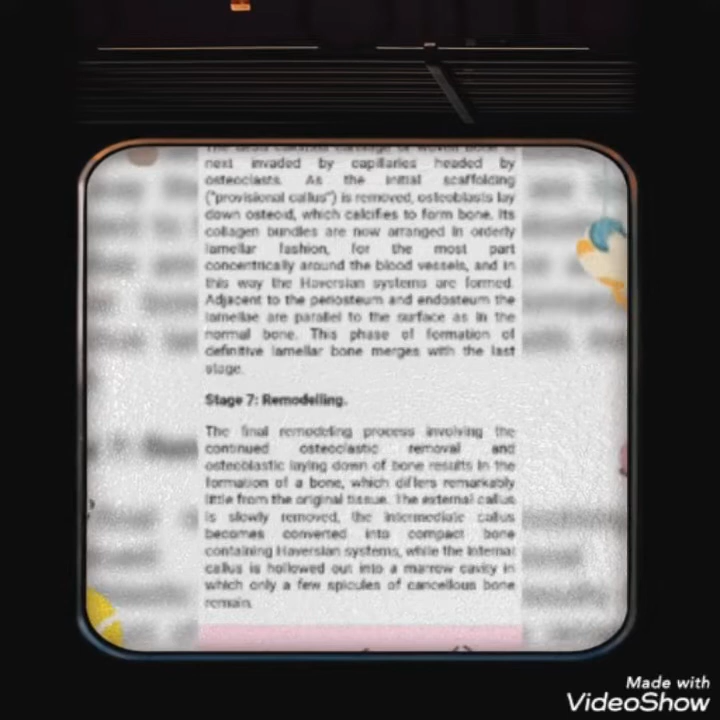 The dead calcified cartilage or woven bone is
next invaded by capillaries headed by
osteoclasts. As the initial scaffolding
("provisional callus") is removed, osteoblasts lay
down osteoid, which calcifies to form bone. Its
collagen bundles are now arranged in orderly
lamellar fashion, for the most part
concentrically around the blood vessels, and in
this way the Haversian systems are formed.
Adjacent to the periosteum and endosteum the
lamellae are parallel to the surface as in the
normal bone. This phase of formation of
definitive lamellar bone merges with the last
stage.
Stage 7: Remodelling.
The final remodeling process involving the
continued osteoclastic removal and
osteoblastic laying down of bone results in the
formation of a bone, which differs remarkably
little from the original tissue. The external callus
is slowly removed, the intermediate callus
becomes converted into compact bone
containing Haversian systems, while the internal
callus is hollowed out into a marrow cavity in
which only a few spicules of cancellous bone
remain.
Made with
VideoShow